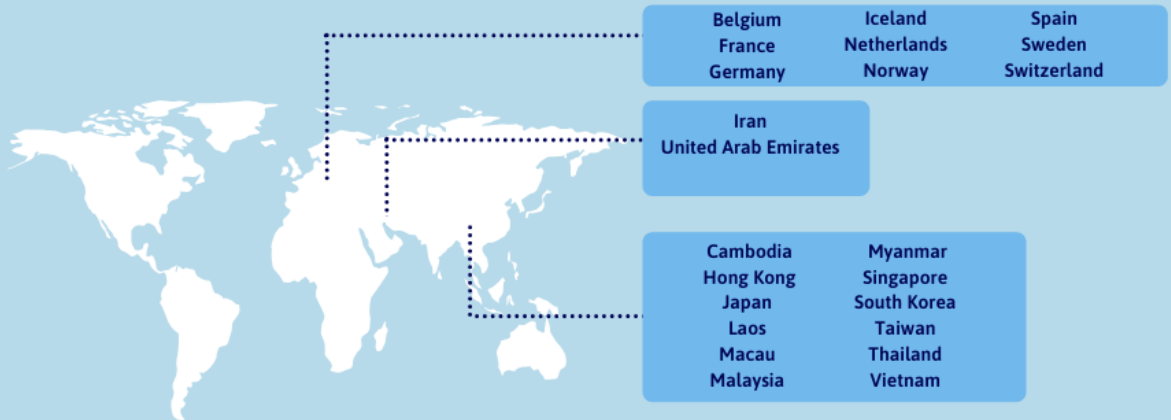 Belgium Iceland Spain
France Netherlands Sweden
Germany Norway Switzerland
Iran
United Arab Emirates
Cambodia Myanmar
Hong Kong Singapore
Japan South Korea
Laos Taiwan
Macau Thailand
Malaysia Vietnam